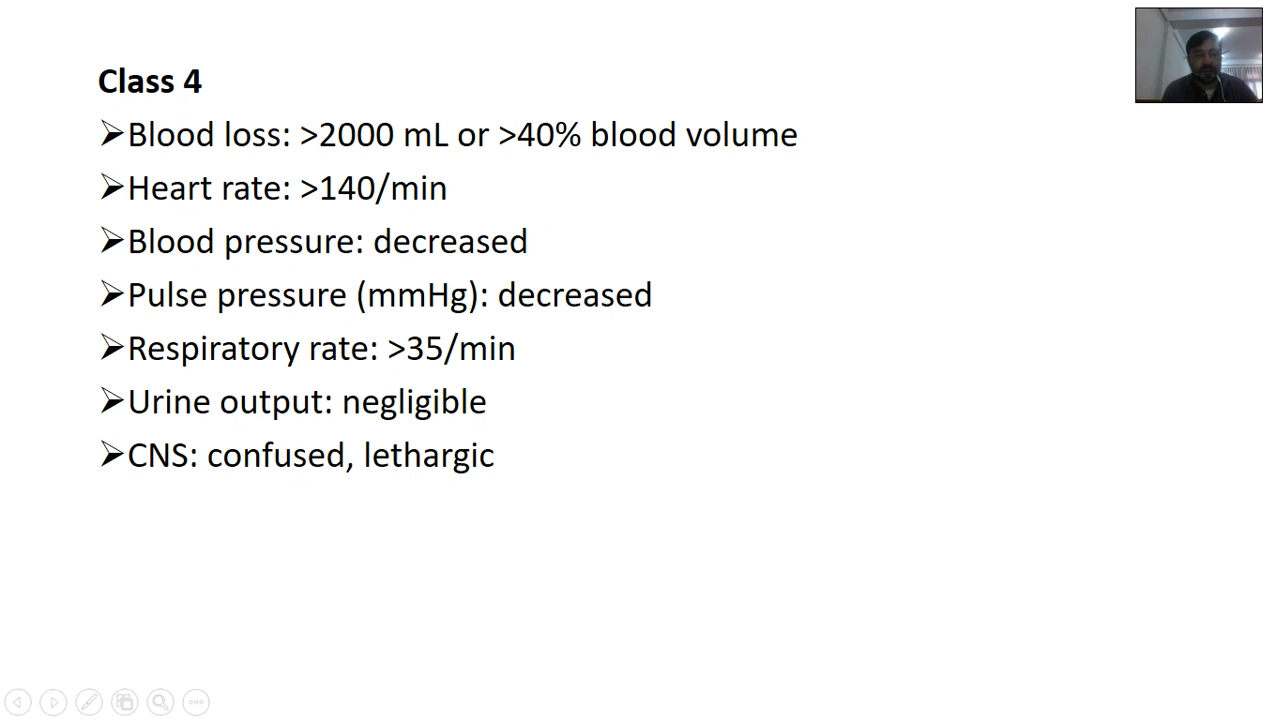 Class 4
➢Blood loss: >2000 mL or >40% blood volume
➢Heart rate: >140/min
➢Blood pressure: decreased
➢Pulse pressure (mmHg): decreased
➢Respiratory rate: >35/min
➢Urine output: negligible
➢CNS: confused, lethargic